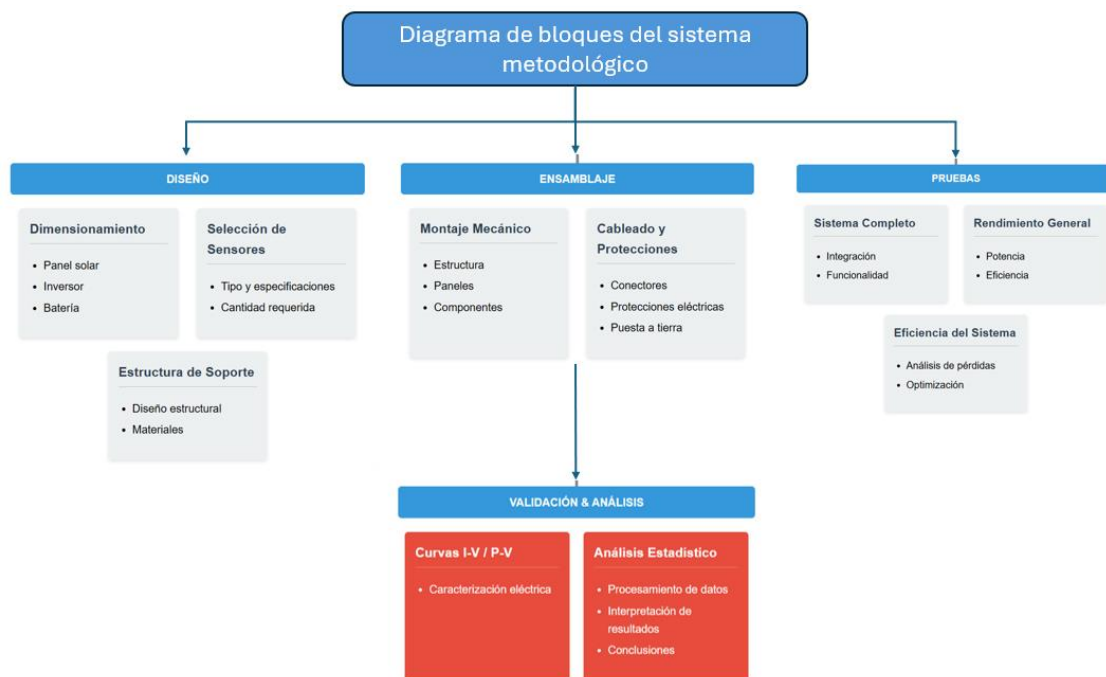 Diagrama de bloques del sistema
metodológico
DISEÑO
Dimensionamiento
• Panel solar
• Inversor
• Batería
Selección de
Sensores
• Tipo y especificaciones
• Cantidad requerida
Estructura de Soporte
• Diseño estructural
• Materiales
ENSAMBLAJE
Montaje Mecánico
• Estructura
• Paneles
• Componentes
Cableado y
Protecciones
• Conectores
• Protecciones eléctricas
• Puesta a tierra
PRUEBAS
Sistema Completo
• Integración
• Funcionalidad
Rendimiento General
• Potencia
• Eficiencia
Eficiencia del Sistema
• Análisis de pérdidas
• Optimización
VALIDACIÓN & ANÁLISIS
Curvas I-V / P-V
• Caracterización eléctrica
Análisis Estadístico
• Procesamiento de datos
• Interpretación de
resultados
• Conclusiones